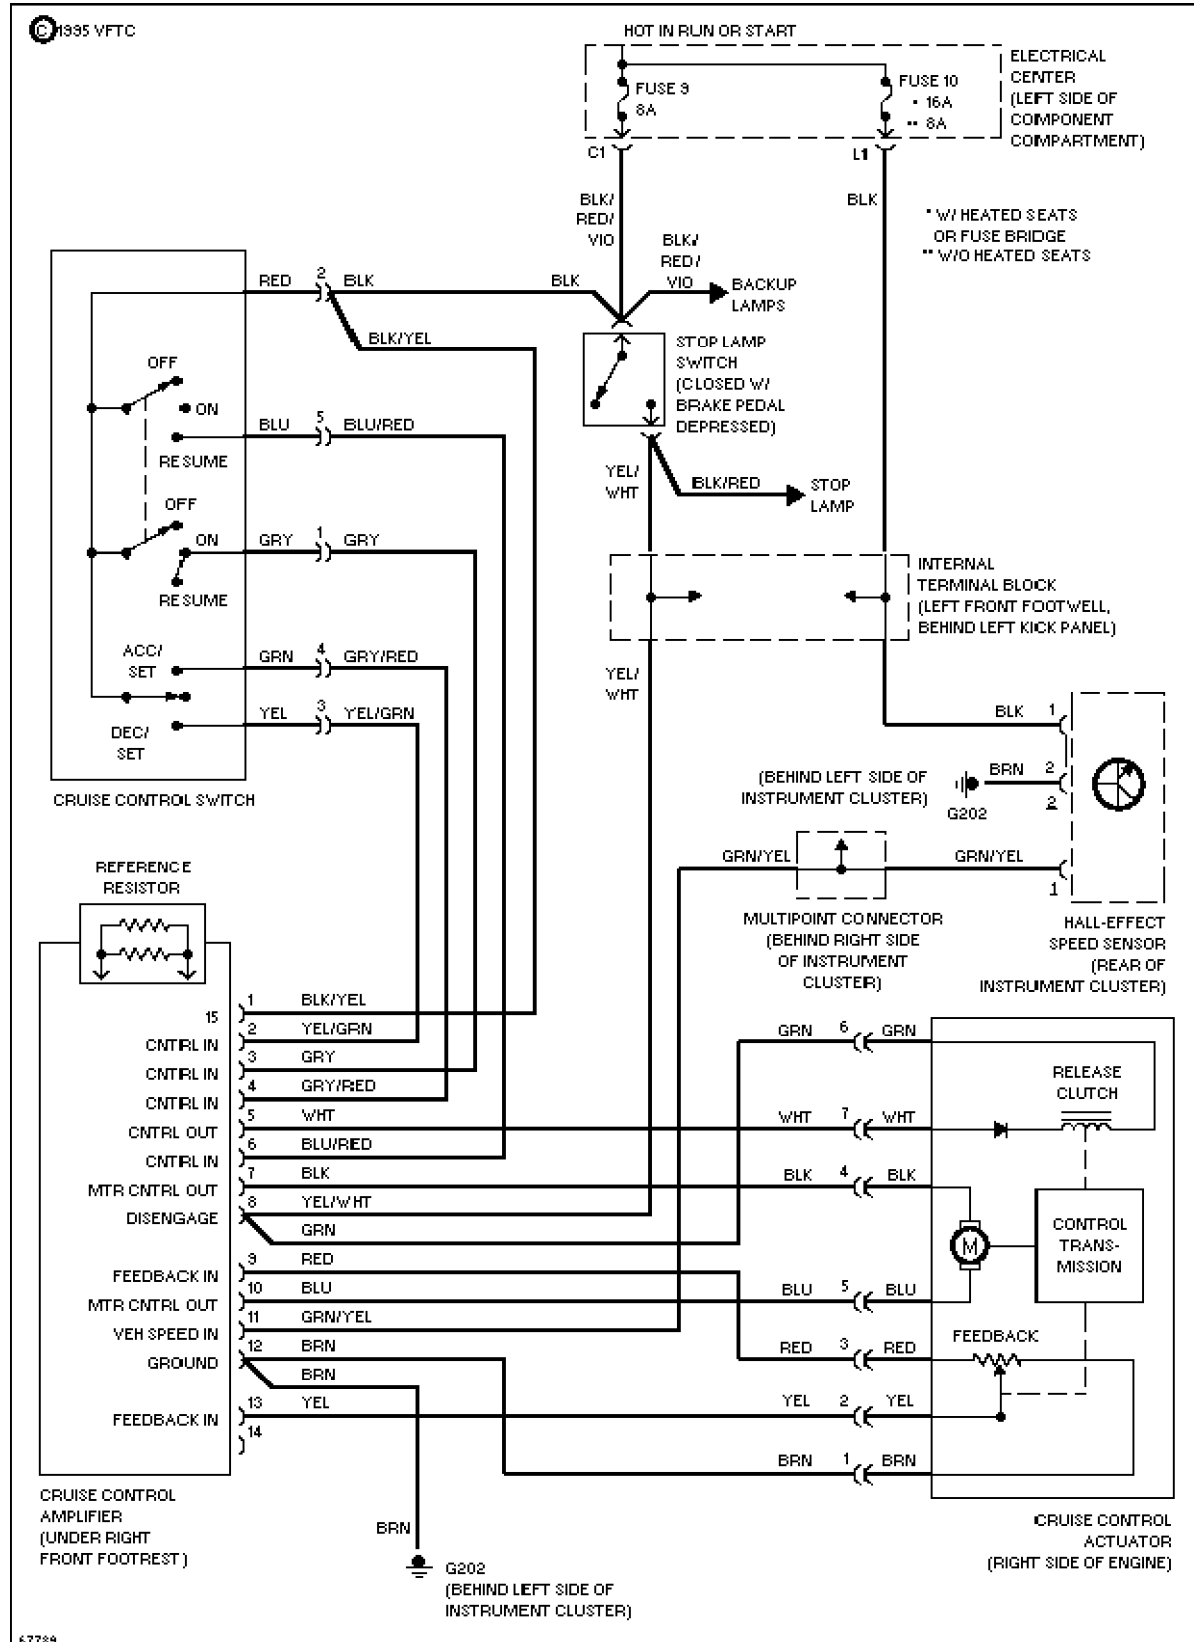 © 1995 VFTC
HOT IN RUN OR START
FUSE 9
8A
FUSE 10
* 16A
** 8A
ELECTRICAL
CENTER
(LEFT SIDE OF
COMPONENT
COMPARTMENT)
C1
L1
BLK/
RED/
VIO
BLK
* W/ HEATED SEATS
OR FUSE BRIDGE
** W/O HEATED SEATS
BLK/
RED/
VIO
BACKUP
LAMPS
RED 2 BLK
BLK
BLK/YEL
STOP LAMP
SWITCH
(CLOSED W/
BRAKE PEDAL
DEPRESSED)
OFF
ON
RESUME
BLU 5 BLU/RED
YEL/
WHT
BLK/RED
STOP
LAMP
OFF
ON
RESUME
GRY 1 GRY
INTERNAL
TERMINAL BLOCK
(LEFT FRONT FOOTWELL,
BEHIND LEFT KICK PANEL)
ACC/
SET
GRN 4 GRY/RED
YEL/
WHT
DEC/
SET
YEL 3 YEL/GRN
CRUISE CONTROL SWITCH
BLK 1
BRN 2
2
(BEHIND LEFT SIDE OF
INSTRUMENT CLUSTER)
G202
GRN/YEL
GRN/YEL
1
MULTIPOINT CONNECTOR
(BEHIND RIGHT SIDE
OF INSTRUMENT
CLUSTER)
HALL-EFFECT
SPEED SENSOR
(REAR OF
INSTRUMENT CLUSTER)
REFERENCE
RESISTOR
15 1 BLK/YEL
CNTRL IN 2 YEL/GRN
CNTRL IN 3 GRY
CNTRL IN 4 GRY/RED
CNTRL OUT 5 WHT
CNTRL IN 6 BLU/RED
MTR CNTRL OUT 7 BLK
DISENGAGE 8 YEL/WHT
GRN
FEEDBACK IN 9 RED
MTR CNTRL OUT 10 BLU
VEH SPEED IN 11 GRN/YEL
GROUND 12 BRN
BRN
FEEDBACK IN 13 YEL
14
GRN 6 GRN
WHT 7 WHT
BLK 4 BLK
BLU 5 BLU
RED 3 RED
YEL 2 YEL
BRN 1 BRN
RELEASE
CLUTCH
M
CONTROL
TRANS-
MISSION
FEEDBACK
CRUISE CONTROL
AMPLIFIER
(UNDER RIGHT
FRONT FOOTREST)
BRN
G202
(BEHIND LEFT SIDE OF
INSTRUMENT CLUSTER)
CRUISE CONTROL
ACTUATOR
(RIGHT SIDE OF ENGINE)
67789